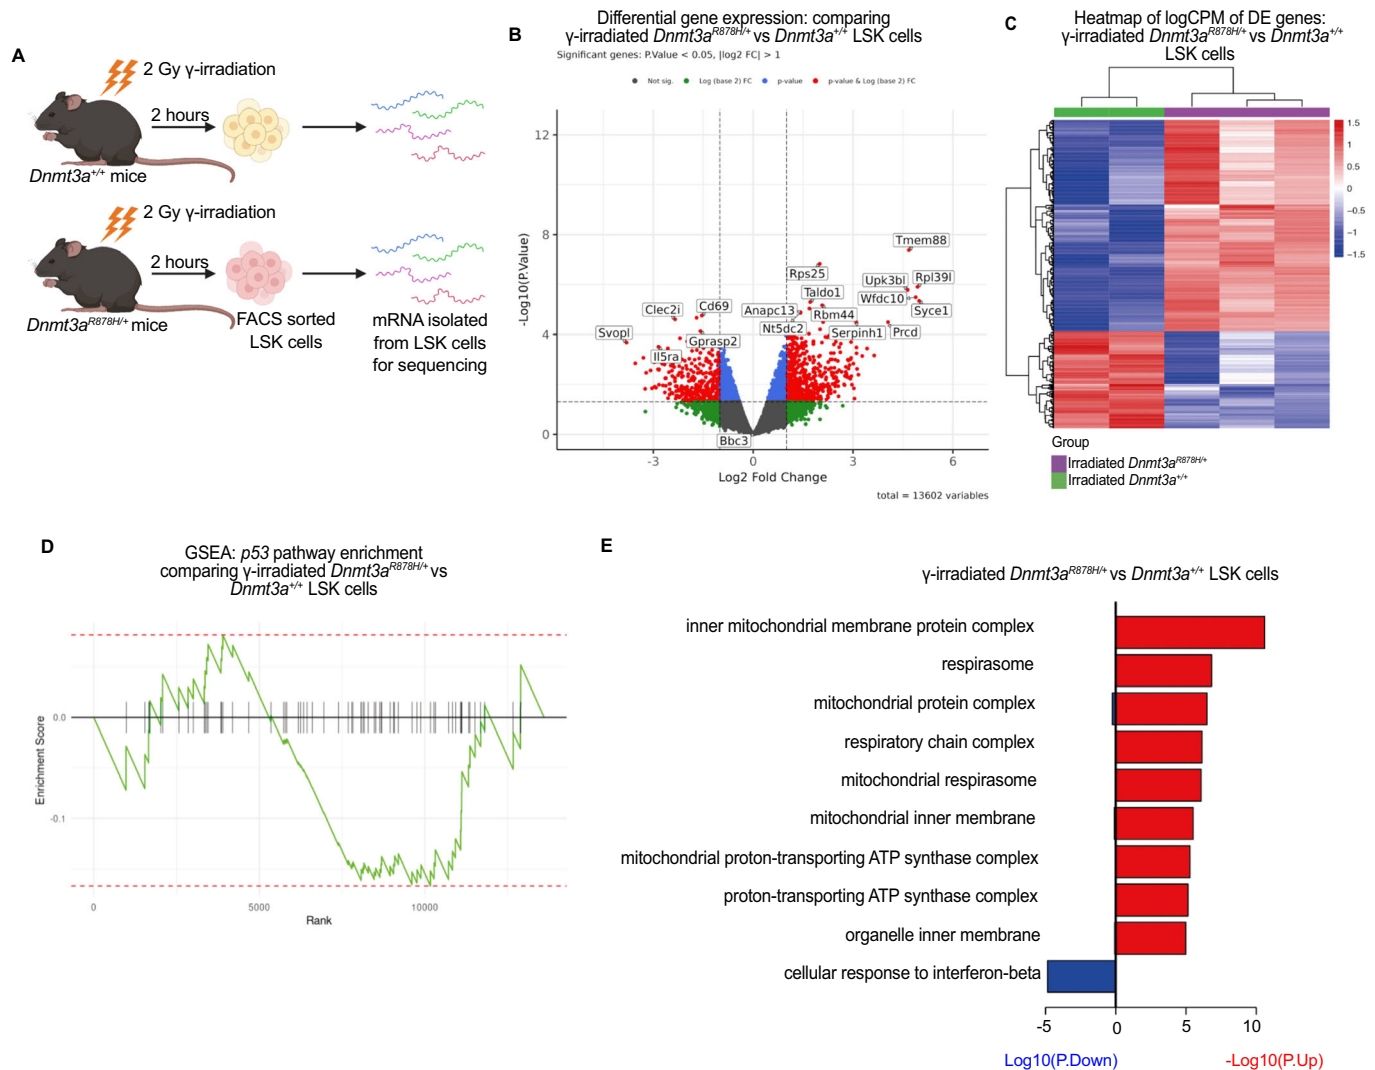 A
2 Gy γ-irradiation
2 hours
Dnmt3a+/+ mice
2 Gy γ-irradiation
2 hours
Dnmt3aR878H/+ mice
FACS sorted
LSK cells
mRNA isolated
from LSK cells
for sequencing
B
Differential gene expression: comparing
γ-irradiated Dnmt3aR878H/+ vs Dnmt3a+/+ LSK cells
Significant genes: P.Value < 0.05, |log2 FC| > 1
Not sig.
Log (base 2) FC
p-value
p-value & Log (base 2) FC
-Log10(P.Value)
12
8
4
0
Tmem88
Rps25
Upk3bl
Rpl39l
Taldo1
Wfdc10
Clec2i
Cd69
Anapc13
Rbm44
Syce1
Svopl
Nt5dc2
Serpinh1
Prcd
Gprasp2
Il5ra
Bbc3
-3
0
3
6
Log2 Fold Change
total = 13602 variables
C
Heatmap of logCPM of DE genes:
γ-irradiated Dnmt3aR878H/+ vs Dnmt3a+/+
LSK cells
1.5
1
0.5
0
−0.5
−1
−1.5
Group
Irradiated Dnmt3aR878H/+
Irradiated Dnmt3a+/+
D
GSEA: p53 pathway enrichment
comparing γ-irradiated Dnmt3aR878H/+ vs
Dnmt3a+/+ LSK cells
Enrichment Score
0.0
-0.1
0
5000
10000
Rank
E
γ-irradiated Dnmt3aR878H/+ vs Dnmt3a+/+ LSK cells
inner mitochondrial membrane protein complex
respirasome
mitochondrial protein complex
respiratory chain complex
mitochondrial respirasome
mitochondrial inner membrane
mitochondrial proton-transporting ATP synthase complex
proton-transporting ATP synthase complex
organelle inner membrane
cellular response to interferon-beta
-5
0
5
10
Log10(P.Down)
-Log10(P.Up)